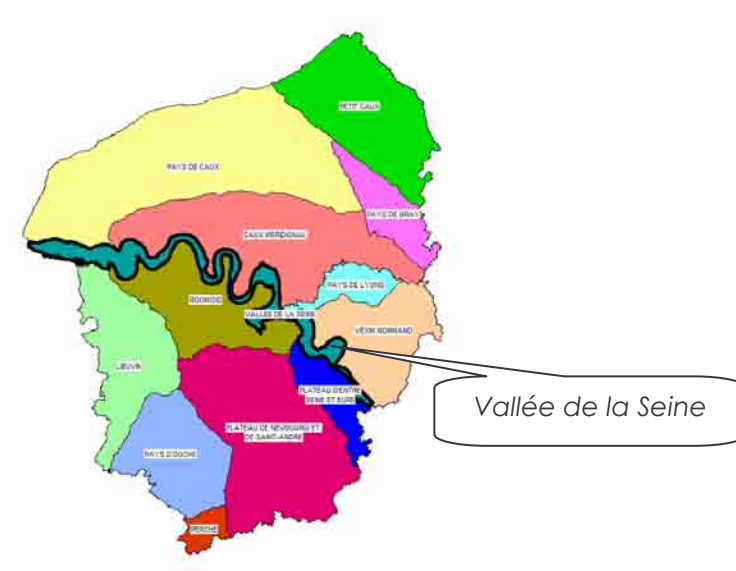 PETIT CAUX
PAYS DE CAUX
PAYS DE BRAY
CAUX MERIDIONAL
PAYS DE LYONS
ROUMOIS
VALLEE DE LA SEINE
VEXIN NORMAND
LIEUVIN
PLATEAU D'ENTRE
SEINE ET EURE
Vallée de la Seine
PLATEAU DE NEUBOURG ET
DE SAINT-ANDRE
PAYS D'OUCHE
PERCHE